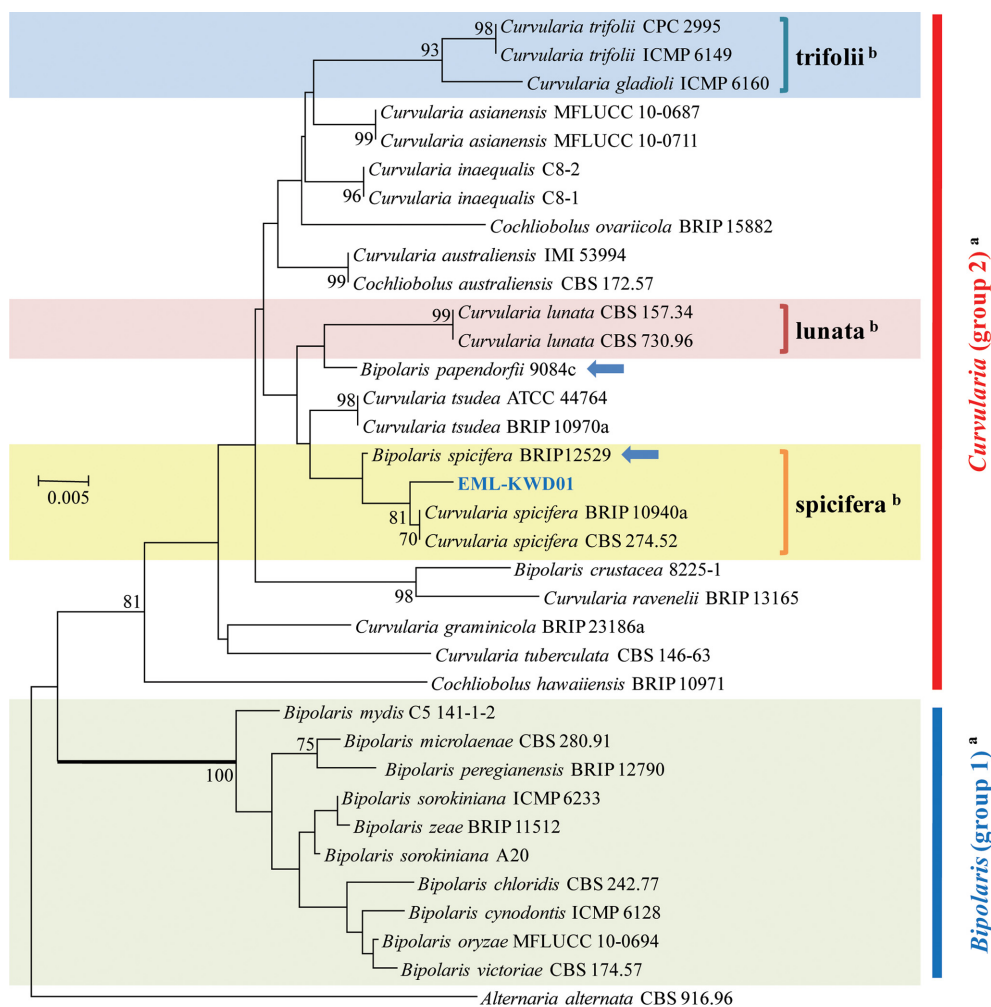 98
Curvularia trifolii CPC 2995
93
Curvularia trifolii ICMP 6149
trifolii b
Curvularia gladioli ICMP 6160
Curvularia asianensis MFLUCC 10-0687
99
Curvularia asianensis MFLUCC 10-0711
Curvularia inaequalis C8-2
96
Curvularia inaequalis C8-1
Cochliobolus ovariicola BRIP 15882
Curvularia australiensis IMI 53994
99
Cochliobolus australiensis CBS 172.57
99
Curvularia lunata CBS 157.34
lunata b
Curvularia lunata CBS 730.96
Bipolaris papendorfii 9084c
98
Curvularia tsudea ATCC 44764
Curvularia tsudea BRIP 10970a
Bipolaris spicifera BRIP12529
EML-KWD01
0.005
spicifera b
81
Curvularia spicifera BRIP 10940a
70
Curvularia spicifera CBS 274.52
Bipolaris crustacea 8225-1
98
Curvularia ravenelii BRIP 13165
81
Curvularia graminicola BRIP 23186a
Curvularia tuberculata CBS 146-63
Cochliobolus hawaiiensis BRIP 10971
Curvularia (group 2) a
Bipolaris mydis C5 141-1-2
75
Bipolaris microlaenae CBS 280.91
100
Bipolaris peregianensis BRIP 12790
Bipolaris sorokiniana ICMP 6233
Bipolaris zeae BRIP 11512
Bipolaris sorokiniana A20
Bipolaris chloridis CBS 242.77
Bipolaris cynodontis ICMP 6128
Bipolaris oryzae MFLUCC 10-0694
Bipolaris victoriae CBS 174.57
Bipolaris (group 1) a
Alternaria alternata CBS 916.96